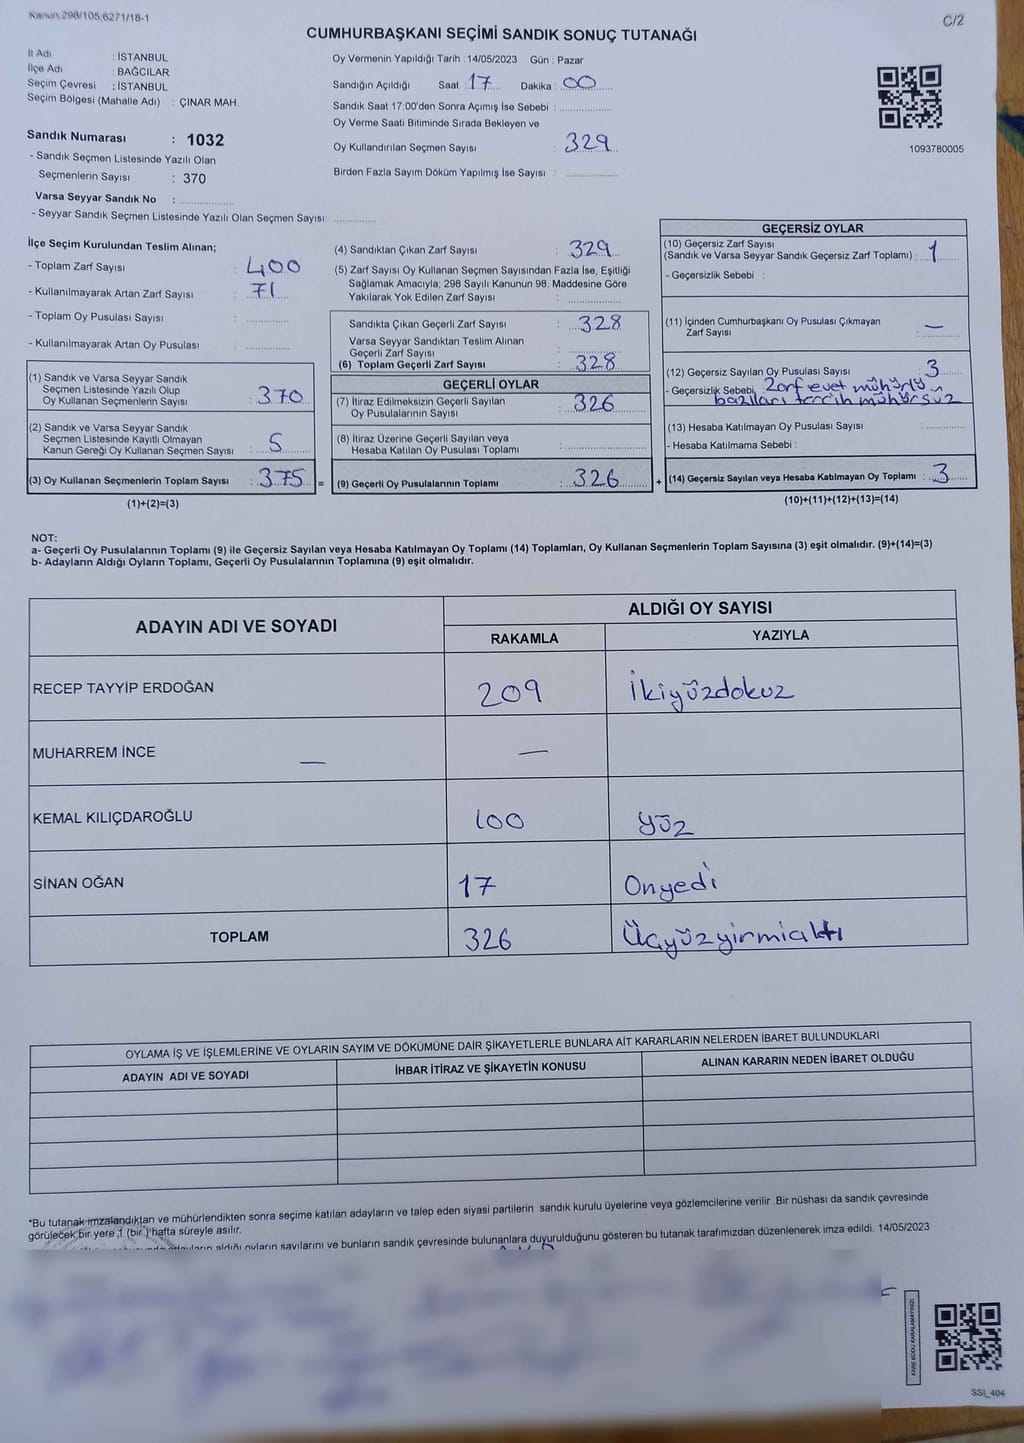 Kanun.298/105,6271/18-1
C/2
CUMHURBAŞKANI SEÇİMİ SANDIK SONUÇ TUTANAĞI
İl Adı : İSTANBUL
İlçe Adı : BAĞCILAR
Seçim Çevresi : İSTANBUL
Seçim Bölgesi (Mahalle Adı) : ÇINAR MAH.
Sandık Numarası : 1032
- Sandık Seçmen Listesinde Yazılı Olan
Seçmenlerin Sayısı : 370
Varsa Seyyar Sandık No :
- Seyyar Sandık Seçmen Listesinde Yazılı Olan Seçmen Sayısı:
Oy Vermenin Yapıldığı Tarih : 14/05/2023 Gün : Pazar
Sandığın Açıldığı Saat : 17 Dakika : 00
Sandık Saat 17:00'den Sonra Açımış İse Sebebi :
Oy Verme Saati Bitiminde Sırada Bekleyen ve
Oy Kullandırılan Seçmen Sayısı : 329
Birden Fazla Sayım Döküm Yapılmış İse Sayısı :
1093780005
İlçe Seçim Kurulundan Teslim Alınan;
- Toplam Zarf Sayısı : 400
- Kullanılmayarak Artan Zarf Sayısı : 71
- Toplam Oy Pusulası Sayısı :
- Kullanılmayarak Artan Oy Pusulası :
(1) Sandık ve Varsa Seyyar Sandık
Seçmen Listesinde Yazılı Olup
Oy Kullanan Seçmenlerin Sayısı : 370
(2) Sandık ve Varsa Seyyar Sandık
Seçmen Listesinde Kayıtlı Olmayan
Kanun Gereği Oy Kullanan Seçmen Sayısı : 5
(3) Oy Kullanan Seçmenlerin Toplam Sayısı : 375 =
(1)+(2)=(3)
(4) Sandıktan Çıkan Zarf Sayısı : 329
(5) Zarf Sayısı Oy Kullanan Seçmen Sayısından Fazla İse, Eşitliği
Sağlamak Amacıyla; 298 Sayılı Kanunun 98. Maddesine Göre
Yakılarak Yok Edilen Zarf Sayısı :
Sandıkta Çıkan Geçerli Zarf Sayısı : 328
Varsa Seyyar Sandıktan Teslim Alınan
Geçerli Zarf Sayısı :
(6) Toplam Geçerli Zarf Sayısı : 328
GEÇERLİ OYLAR
(7) İtiraz Edilmeksizin Geçerli Sayılan
Oy Pusulalarının Sayısı : 326
(8) İtiraz Üzerine Geçerli Sayılan veya
Hesaba Katılan Oy Pusulası Toplamı :
(9) Geçerli Oy Pusulalarının Toplamı : 326 +
GEÇERSİZ OYLAR
(10) Geçersiz Zarf Sayısı
(Sandık ve Varsa Seyyar Sandık Geçersiz Zarf Toplamı) : 1
- Geçersizlik Sebebi :
(11) İçinden Cumhurbaşkanı Oy Pusulası Çıkmayan
Zarf Sayısı : —
(12) Geçersiz Sayılan Oy Pusulası Sayısı : 3
- Geçersizlik Sebebi: Zarf evet mühürlü
bazıları tercih mühürsüz
(13) Hesaba Katılmayan Oy Pusulası Sayısı :
- Hesaba Katılmama Sebebi :
(14) Geçersiz Sayılan veya Hesaba Katılmayan Oy Toplamı : 3
(10)+(11)+(12)+(13)=(14)
NOT:
a- Geçerli Oy Pusulalarının Toplamı (9) ile Geçersiz Sayılan veya Hesaba Katılmayan Oy Toplamı (14) Toplamları, Oy Kullanan Seçmenlerin Toplam Sayısına (3) eşit olmalıdır. (9)+(14)=(3)
b- Adayların Aldığı Oyların Toplamı, Geçerli Oy Pusulalarının Toplamına (9) eşit olmalıdır.
ADAYIN ADI VE SOYADI
ALDIĞI OY SAYISI
RAKAMLA YAZIYLA
RECEP TAYYİP ERDOĞAN 209 İkiyüzdokuz
MUHARREM İNCE — —
KEMAL KILIÇDAROĞLU 100 Yüz
SİNAN OĞAN 17 Onyedi
TOPLAM 326 Üçyüzyirmialtı
OYLAMA İŞ VE İŞLEMLERİNE VE OYLARIN SAYIM VE DÖKÜMÜNE DAİR ŞİKAYETLERLE BUNLARA AİT KARARLARIN NELERDEN İBARET BULUNDUKLARI
ADAYIN ADI VE SOYADI İHBAR İTİRAZ VE ŞİKAYETİN KONUSU ALINAN KARARIN NEDEN İBARET OLDUĞU
*Bu tutanak imzalandıktan ve mühürlendikten sonra seçime katılan adayların ve talep eden siyasi partilerin sandık kurulu üyelerine veya gözlemcilerine verilir. Bir nüshası da sandık çevresinde
görülecek bir yere 1 (bir ) hafta süreyle asılır.
aldığı oyların sayılarını ve bunların sandık çevresinde bulunanlara duyurulduğunu gösteren bu tutanak tarafımızdan düzenlenerek imza edildi. 14/05/2023
KARE KODU KARALAMAYINIZ!
SSI_404